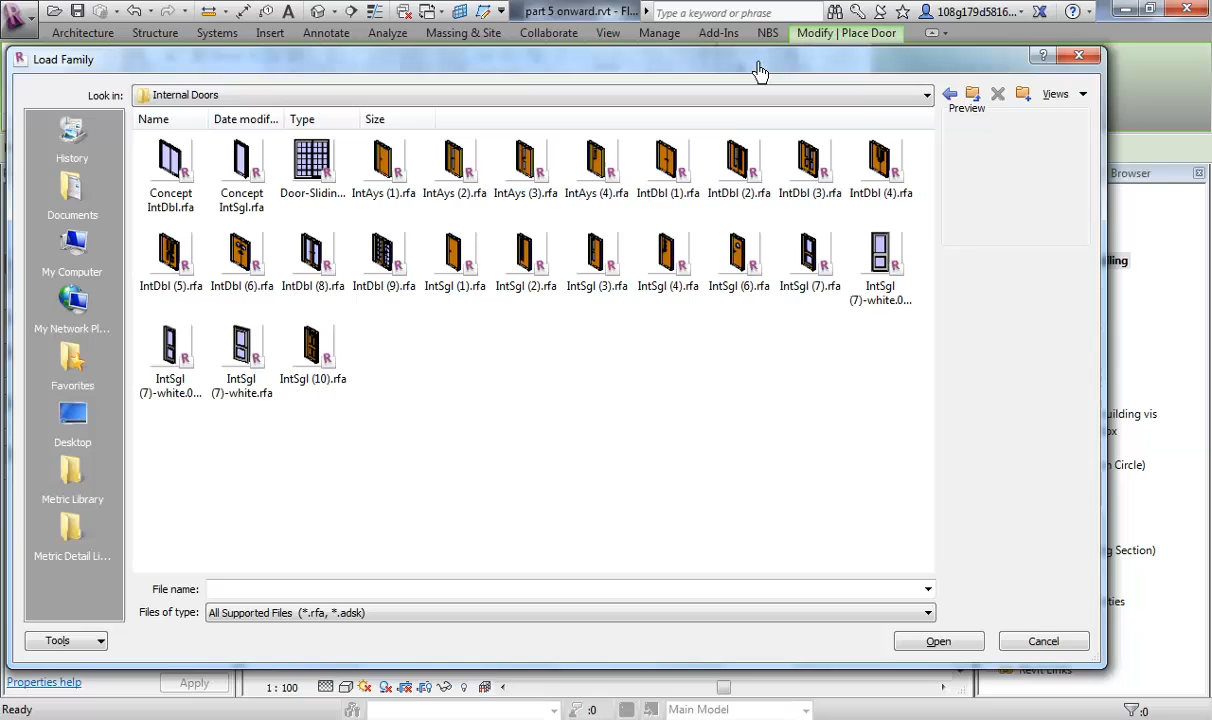 part 5 onward.rvt - Fl...
Type a keyword or phrase
108g179d5816...
Architecture
Structure
Systems
Insert
Annotate
Analyze
Massing & Site
Collaborate
View
Manage
Add-Ins
NBS
Modify | Place Door
Load Family
Look in:
Internal Doors
Views
Name
Date modif...
Type
Size
Preview
History
Documents
My Computer
My Network Pl...
Favorites
Desktop
Metric Library
Metric Detail Li...
Concept
IntDbl.rfa
Concept
IntSgl.rfa
Door-Slidin...
IntAys (1).rfa
IntAys (2).rfa
IntAys (3).rfa
IntAys (4).rfa
IntDbl (1).rfa
IntDbl (2).rfa
IntDbl (3).rfa
IntDbl (4).rfa
IntDbl (5).rfa
IntDbl (6).rfa
IntDbl (8).rfa
IntDbl (9).rfa
IntSgl (1).rfa
IntSgl (2).rfa
IntSgl (3).rfa
IntSgl (4).rfa
IntSgl (6).rfa
IntSgl (7).rfa
IntSgl
(7)-white.0...
IntSgl
(7)-white.0...
IntSgl
(7)-white.rfa
IntSgl (10).rfa
File name:
Files of type:
All Supported Files (*.rfa, *.adsk)
Tools
Open
Cancel
Browser
lling
uilding vis
ox
n Circle)
g Section)
ties
Revit Links
Properties help
Apply
1 : 100
Ready
:0
Main Model
:0